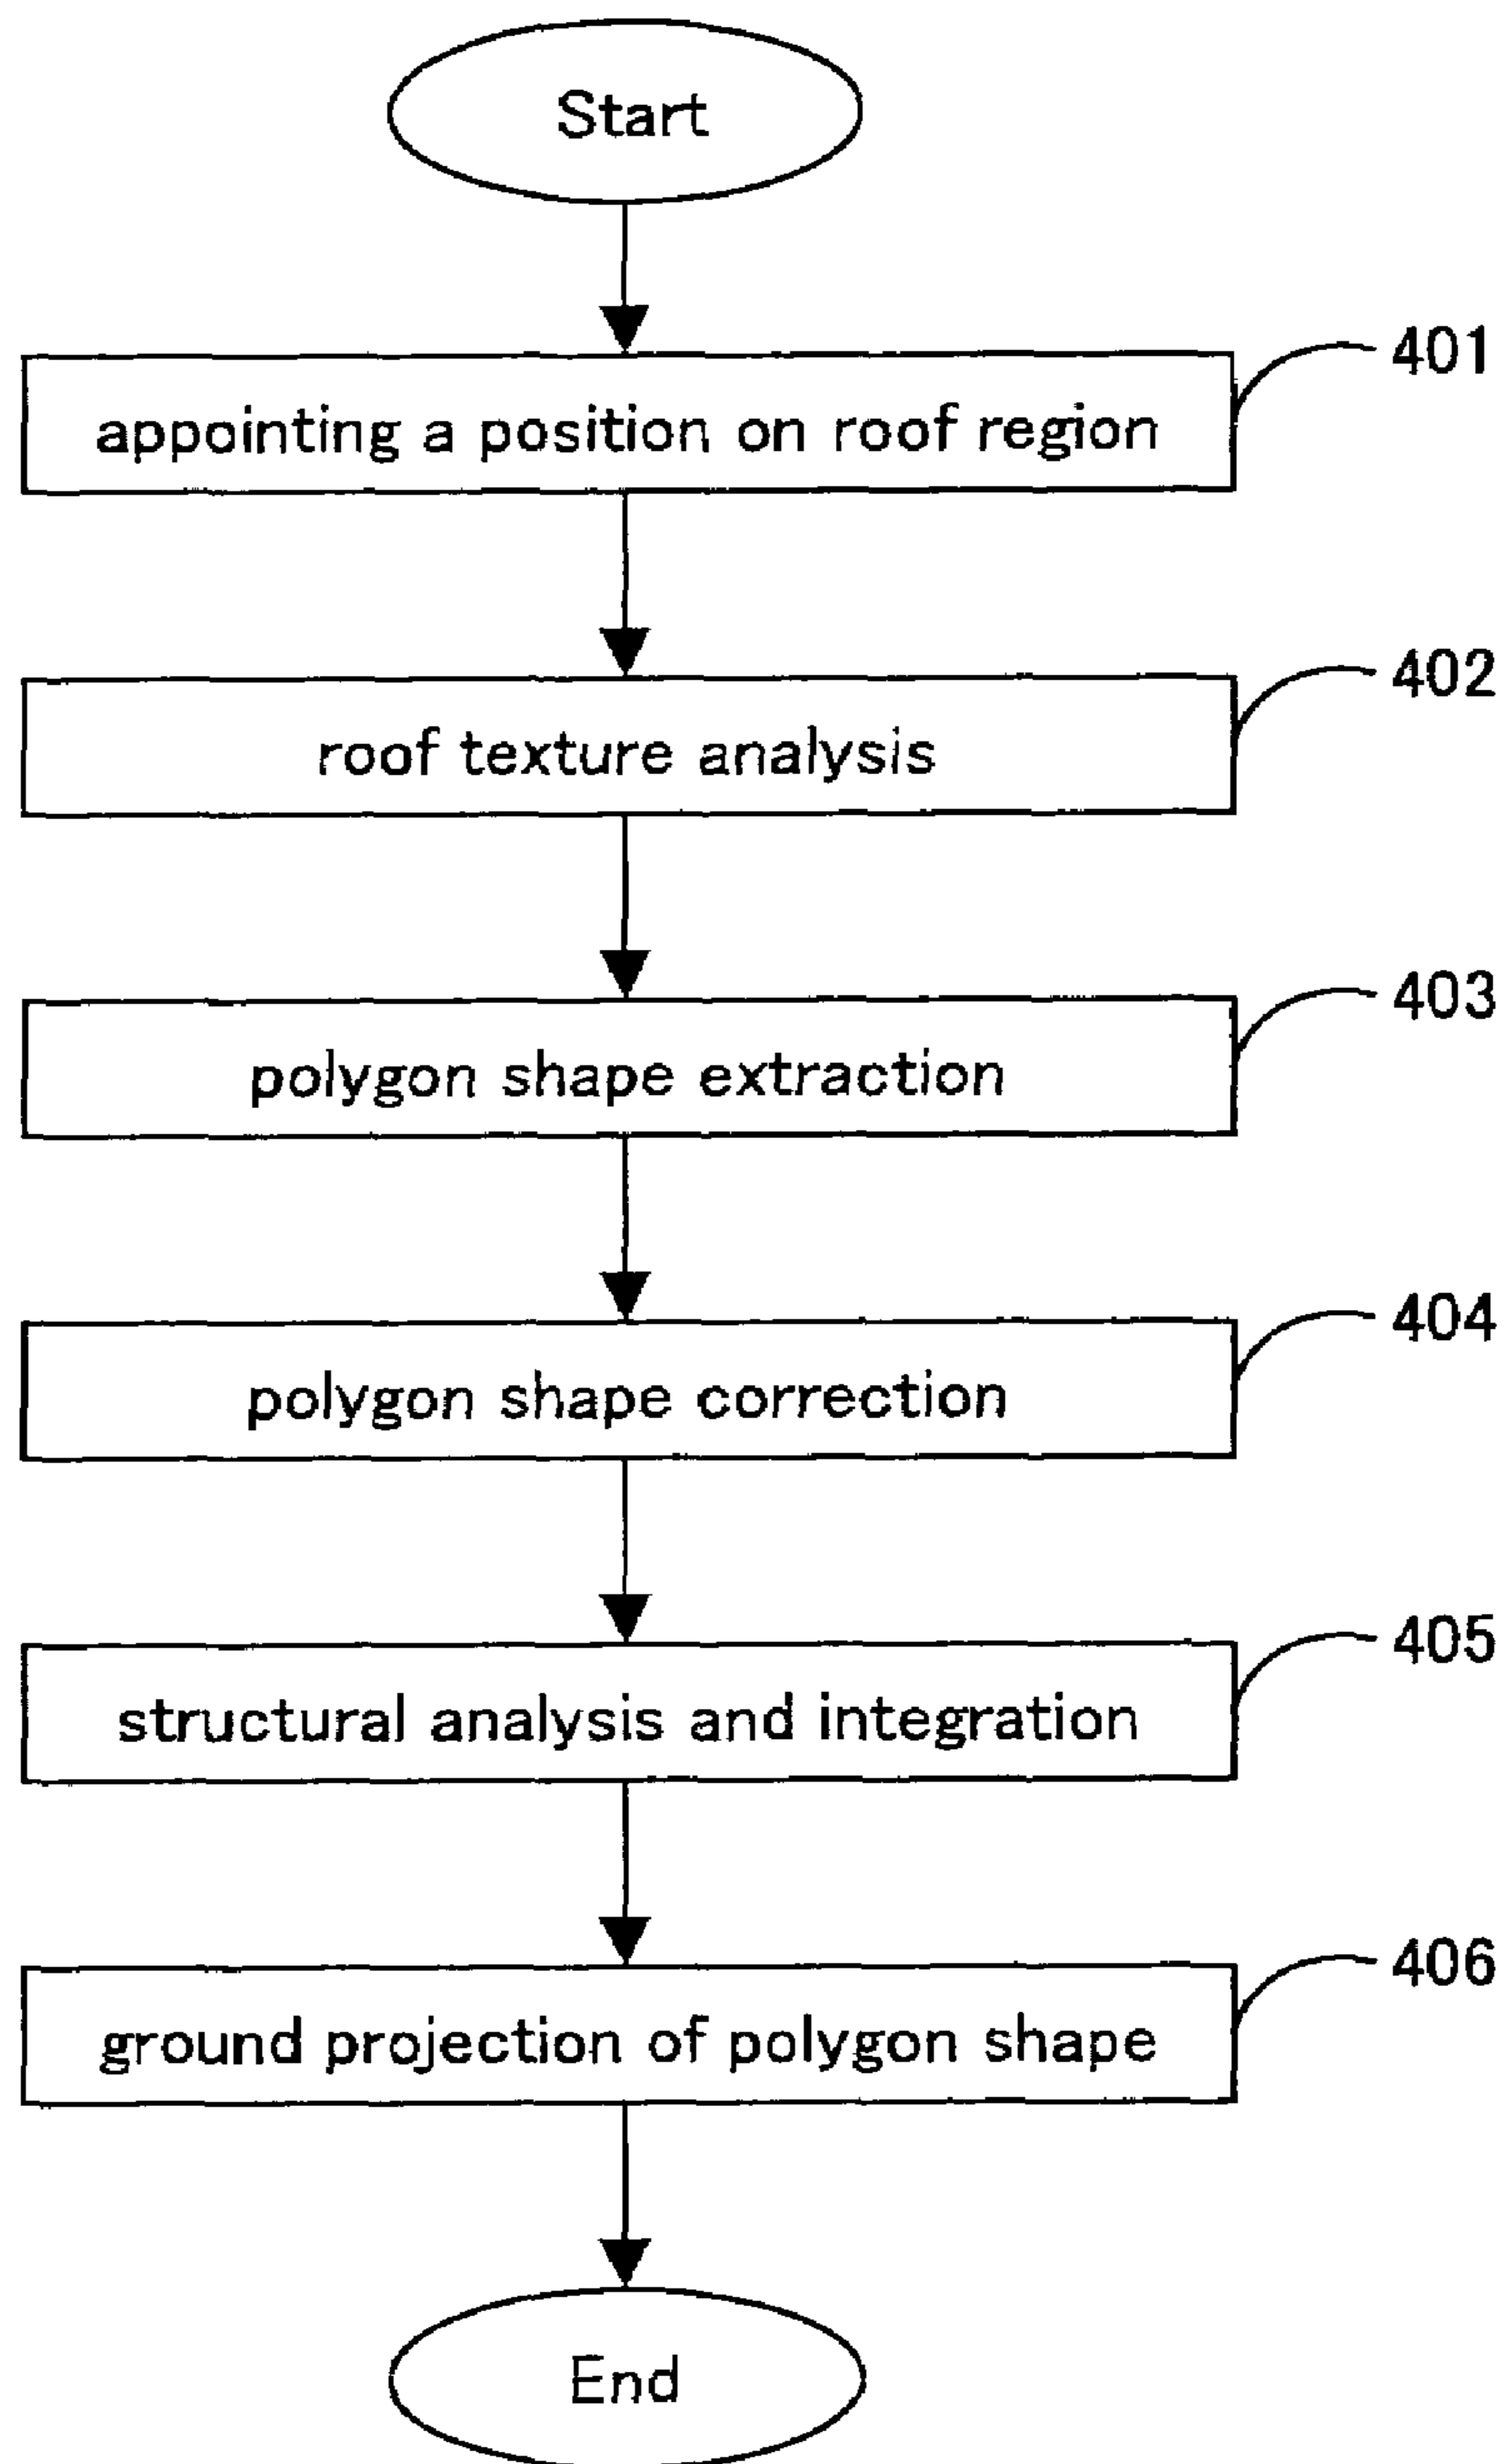 Start
401
appointing a position on roof region
402
roof texture analysis
403
polygon shape extraction
404
polygon shape correction
405
structural analysis and integration
406
ground projection of polygon shape
End